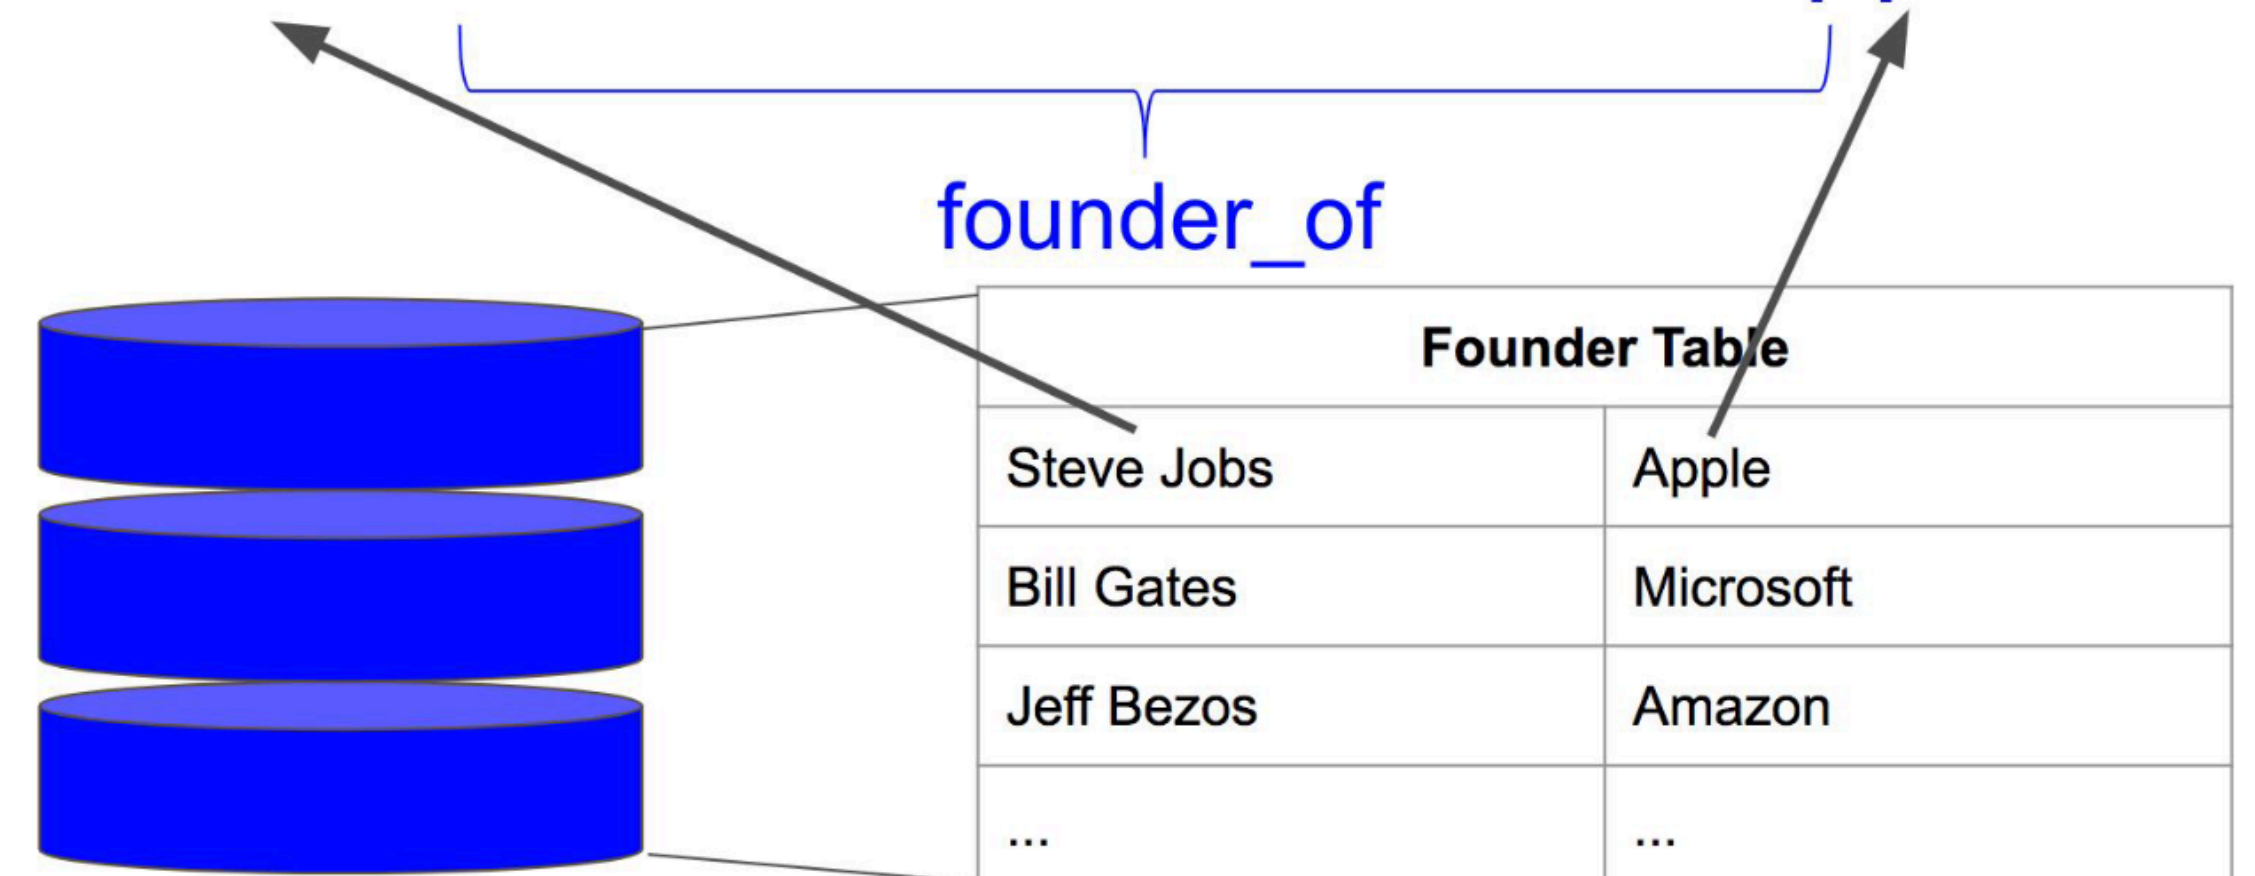 founder_of
Founder Table
Steve Jobs Apple
Bill Gates Microsoft
Jeff Bezos Amazon
... ...